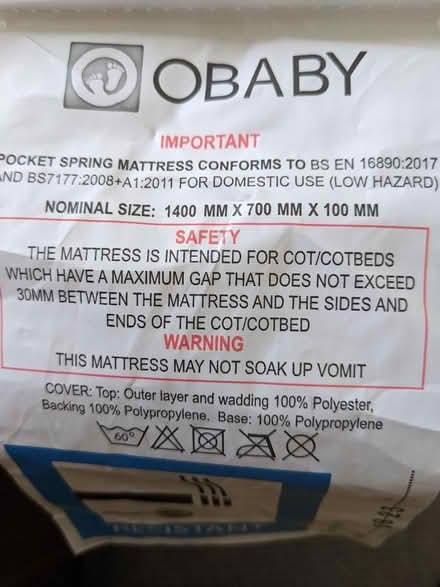 OBABY
IMPORTANT
POCKET SPRING MATTRESS CONFORMS TO BS EN 16890:2017
AND BS7177:2008+A1:2011 FOR DOMESTIC USE (LOW HAZARD)
NOMINAL SIZE: 1400 MM X 700 MM X 100 MM
SAFETY
THE MATTRESS IS INTENDED FOR COT/COTBEDS
WHICH HAVE A MAXIMUM GAP THAT DOES NOT EXCEED
30MM BETWEEN THE MATTRESS AND THE SIDES AND
ENDS OF THE COT/COTBED
WARNING
THIS MATTRESS MAY NOT SOAK UP VOMIT
COVER: Top: Outer layer and wadding 100% Polyester,
Backing 100% Polypropylene. Base: 100% Polypropylene
60°
RESISTANT